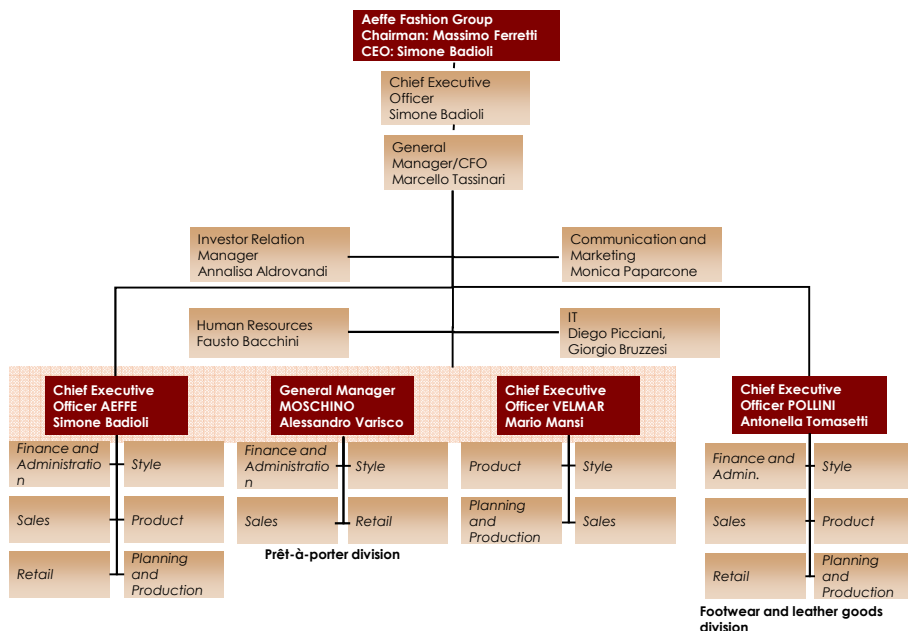 Aeffe Fashion Group
Chairman: Massimo Ferretti
CEO: Simone Badioli
Chief Executive
Officer
Simone Badioli
General
Manager/CFO
Marcello Tassinari
Investor Relation
Manager
Annalisa Aldrovandi
Communication and
Marketing
Monica Paparcone
Human Resources
Fausto Bacchini
IT
Diego Picciani,
Giorgio Bruzzesi
Chief Executive
Officer AEFFE
Simone Badioli
General Manager
MOSCHINO
Alessandro Varisco
Chief Executive
Officer VELMAR
Mario Mansi
Chief Executive
Officer POLLINI
Antonella Tomasetti
Finance and
Administratio
n
Style
Sales
Product
Retail
Planning
and
Production
Finance and
Administratio
n
Style
Sales
Retail
Prêt-à-porter division
Product
Style
Planning
and
Production
Sales
Finance and
Admin.
Style
Sales
Product
Retail
Planning
and
Production
Footwear and leather goods
division